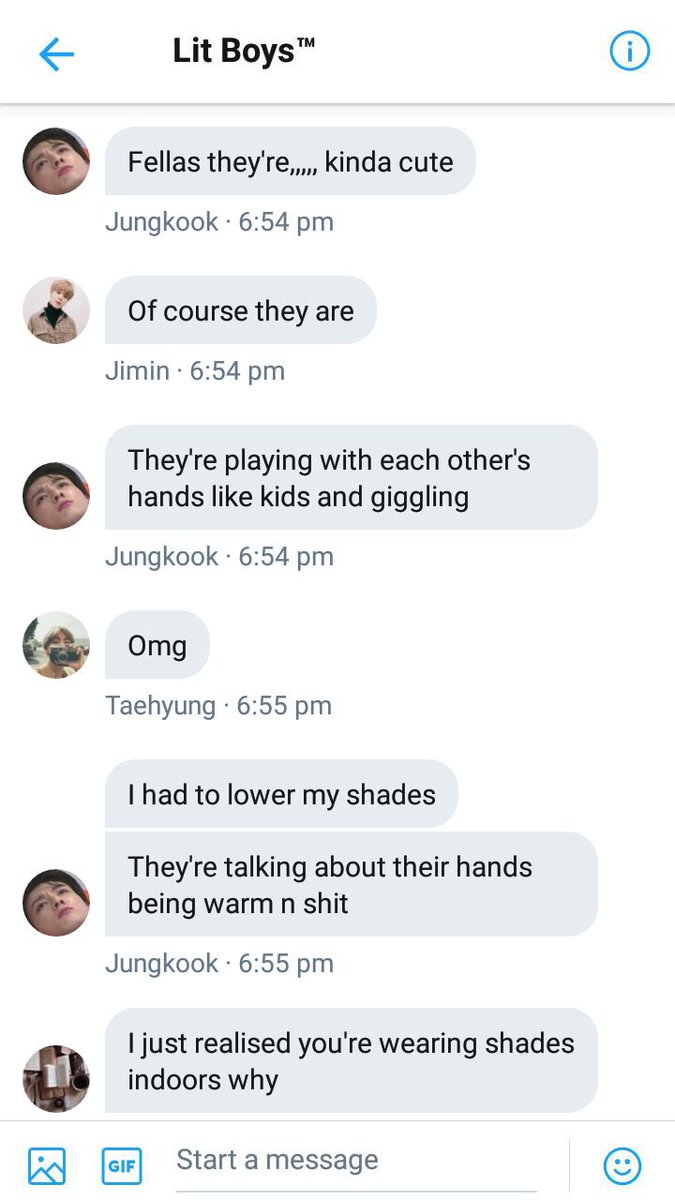 Lit Boys™
Fellas they're,,,,, kinda cute
Jungkook · 6:54 pm
Of course they are
Jimin · 6:54 pm
They're playing with each other's
hands like kids and giggling
Jungkook · 6:54 pm
Omg
Taehyung · 6:55 pm
I had to lower my shades
They're talking about their hands
being warm n shit
Jungkook · 6:55 pm
I just realised you're wearing shades
indoors why
GIF
Start a message